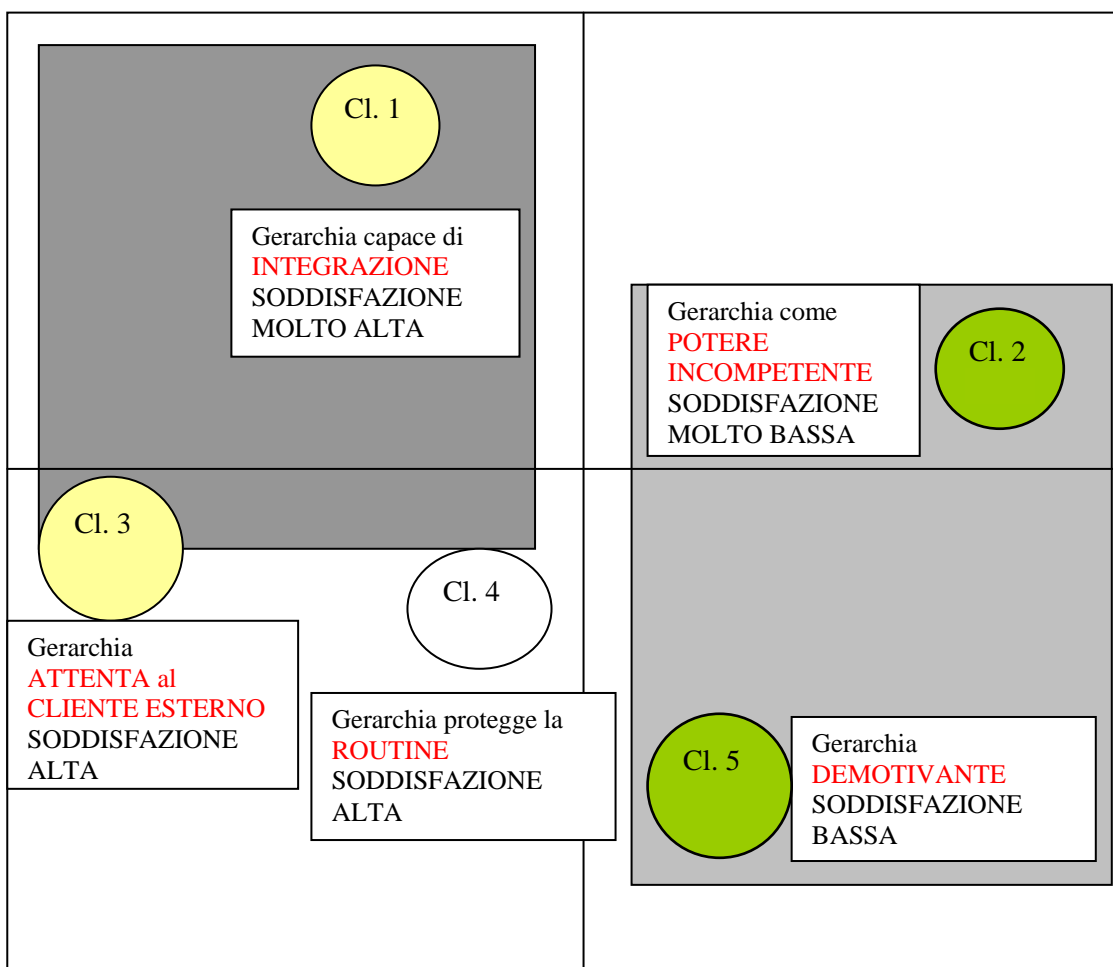 Cl. 1
Gerarchia capace di
INTEGRAZIONE
SODDISFAZIONE
MOLTO ALTA
Gerarchia come
POTERE
INCOMPETENTE
SODDISFAZIONE
MOLTO BASSA
Cl. 2
Cl. 3
Gerarchia
ATTENTA al
CLIENTE ESTERNO
SODDISFAZIONE
ALTA
Cl. 4
Gerarchia protegge la
ROUTINE
SODDISFAZIONE
ALTA
Cl. 5
Gerarchia
DEMOTIVANTE
SODDISFAZIONE
BASSA